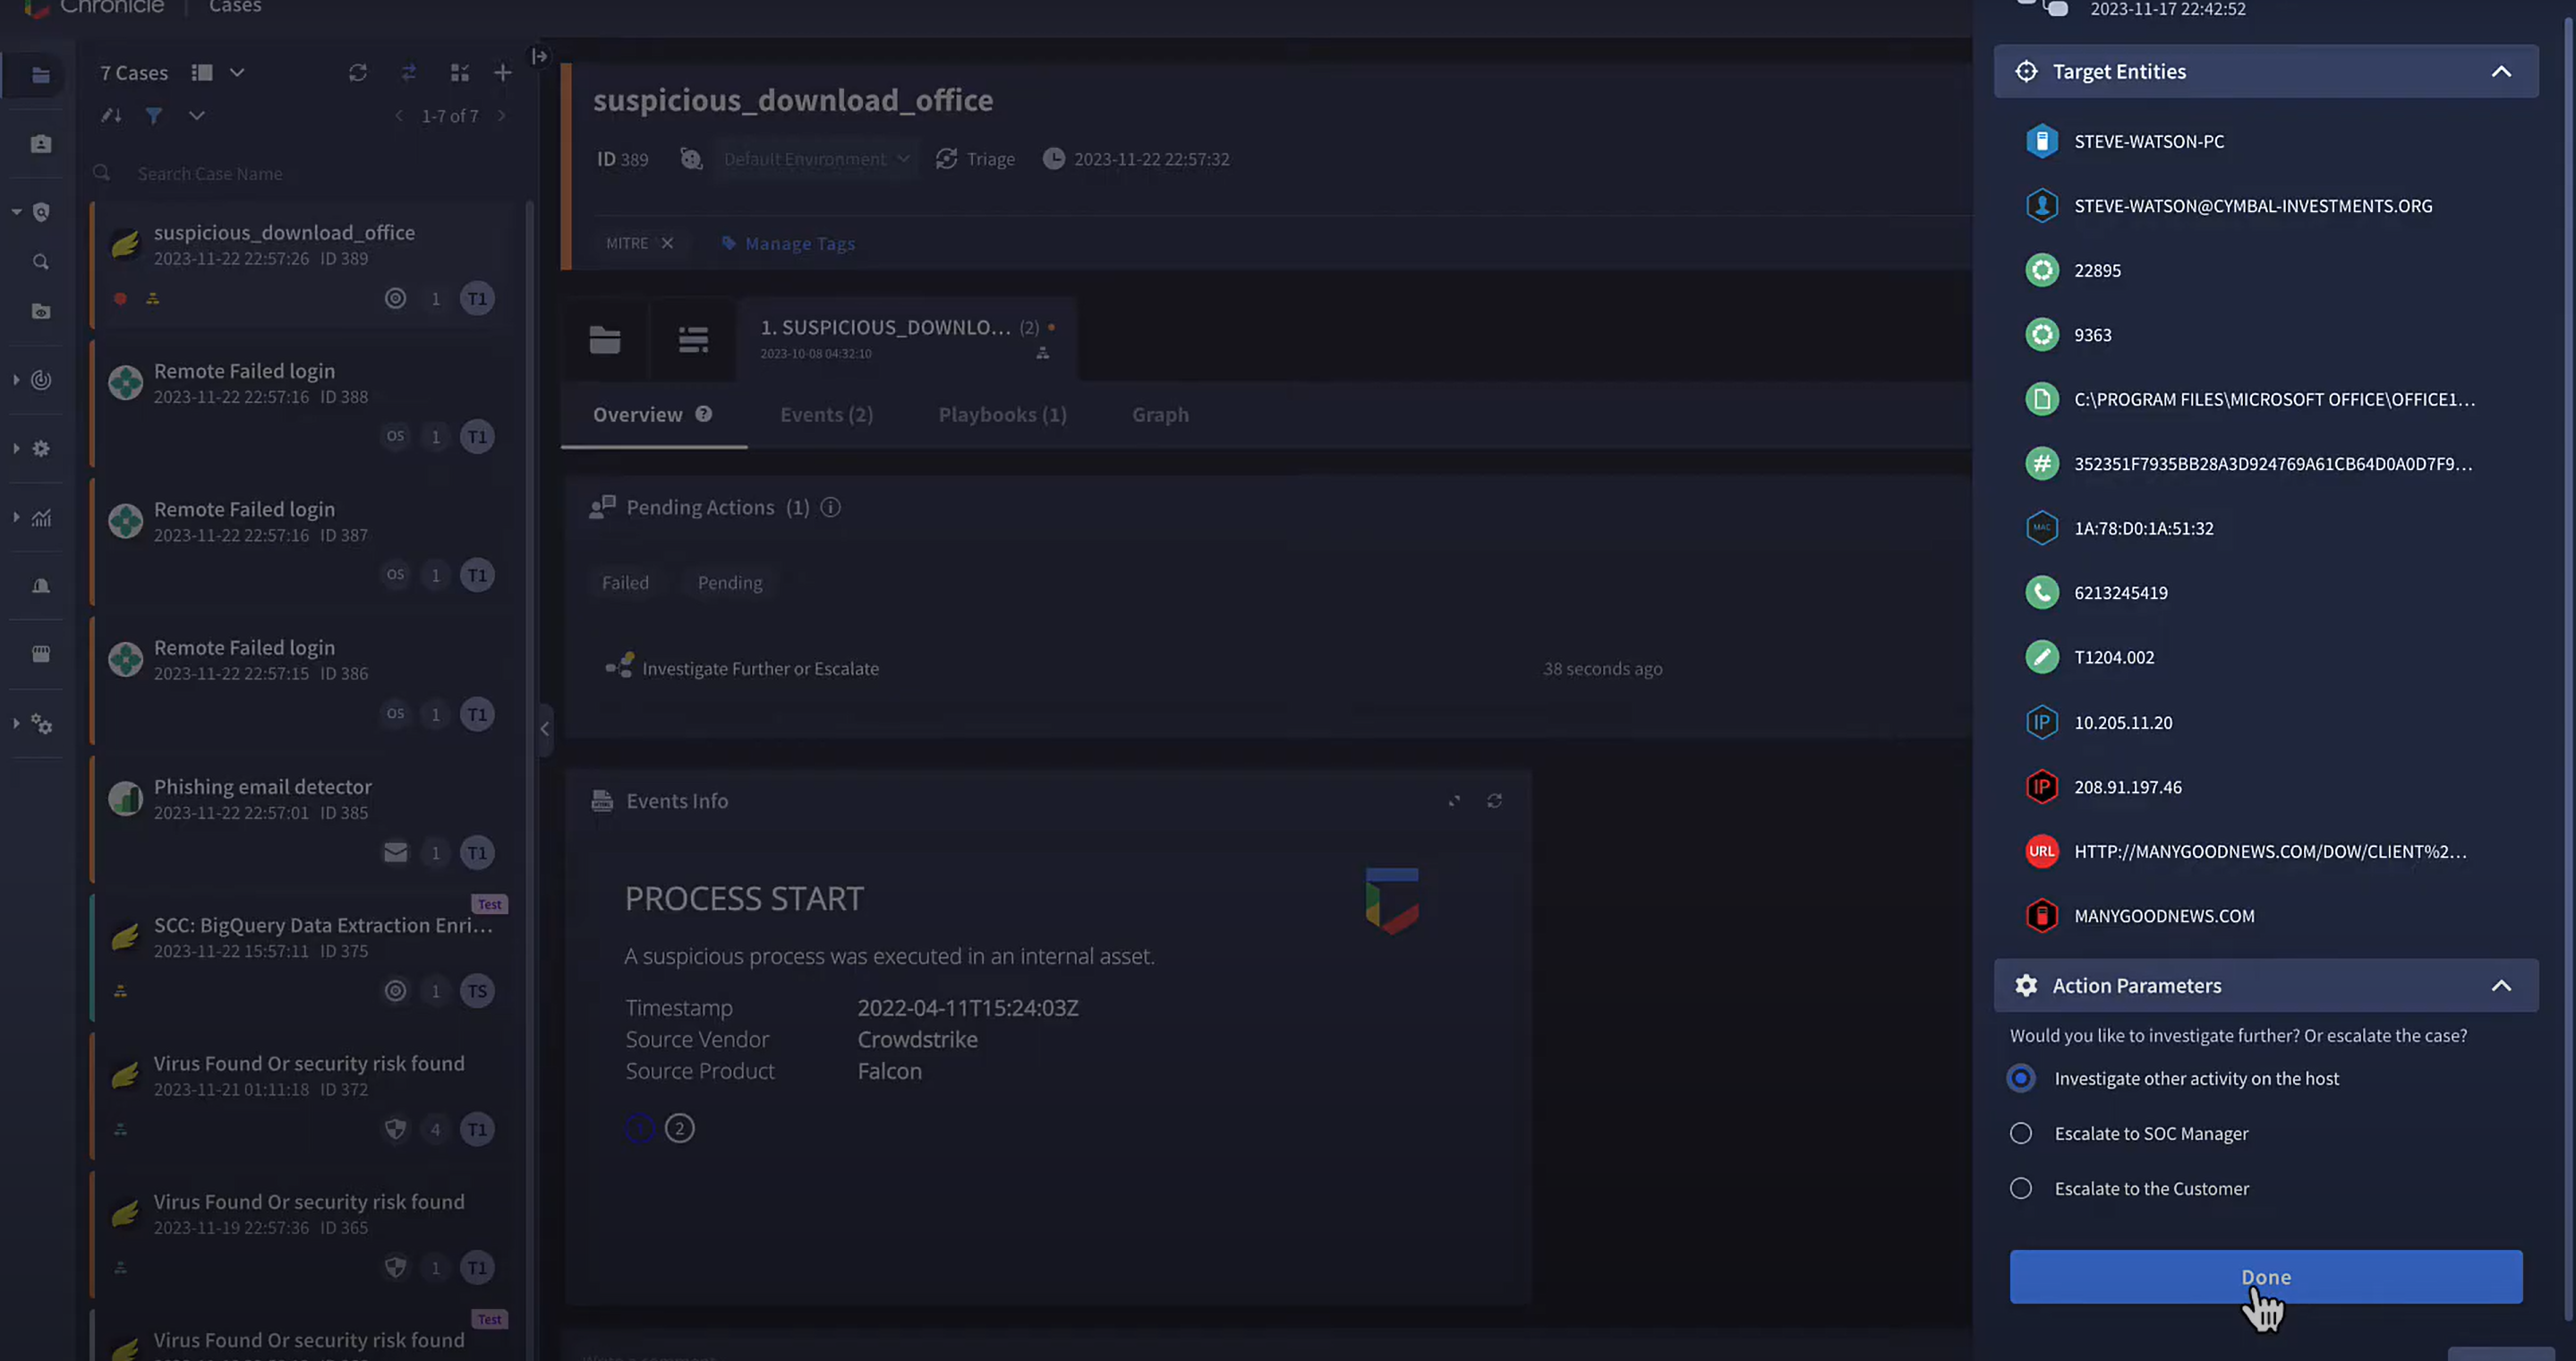 Chronicle
Cases
7 Cases
1-7 of 7
Search Case Name
suspicious_download_office
2023-11-22 22:57:26 ID 389
1 T1
Remote Failed login
2023-11-22 22:57:16 ID 388
OS 1 T1
Remote Failed login
2023-11-22 22:57:16 ID 387
OS 1 T1
Remote Failed login
2023-11-22 22:57:15 ID 386
OS 1 T1
Phishing email detector
2023-11-22 22:57:01 ID 385
1 T1
Test
SCC: BigQuery Data Extraction Enri...
2023-11-22 15:57:11 ID 375
1 TS
Virus Found Or security risk found
2023-11-21 01:11:18 ID 372
4 T1
Virus Found Or security risk found
2023-11-19 22:57:36 ID 365
1 T1
Test
Virus Found Or security risk found
suspicious_download_office
ID 389 Default Environment Triage 2023-11-22 22:57:32
MITRE Manage Tags
1. SUSPICIOUS_DOWNLO... (2)
2023-10-08 04:32:10
Overview Events (2) Playbooks (1) Graph
Pending Actions (1)
Failed Pending
Investigate Further or Escalate 38 seconds ago
Events Info
PROCESS START
A suspicious process was executed in an internal asset.
Timestamp 2022-04-11T15:24:03Z
Source Vendor Crowdstrike
Source Product Falcon
1 2
2023-11-17 22:42:52
Target Entities
STEVE-WATSON-PC
STEVE-WATSON@CYMBAL-INVESTMENTS.ORG
22895
9363
C:\PROGRAM FILES\MICROSOFT OFFICE\OFFICE1...
# 352351F7935BB28A3D924769A61CB64D0A0D7F9...
MAC 1A:78:D0:1A:51:32
6213245419
T1204.002
IP 10.205.11.20
IP 208.91.197.46
URL HTTP://MANYGOODNEWS.COM/DOW/CLIENT%2...
MANYGOODNEWS.COM
Action Parameters
Would you like to investigate further? Or escalate the case?
Investigate other activity on the host
Escalate to SOC Manager
Escalate to the Customer
Done